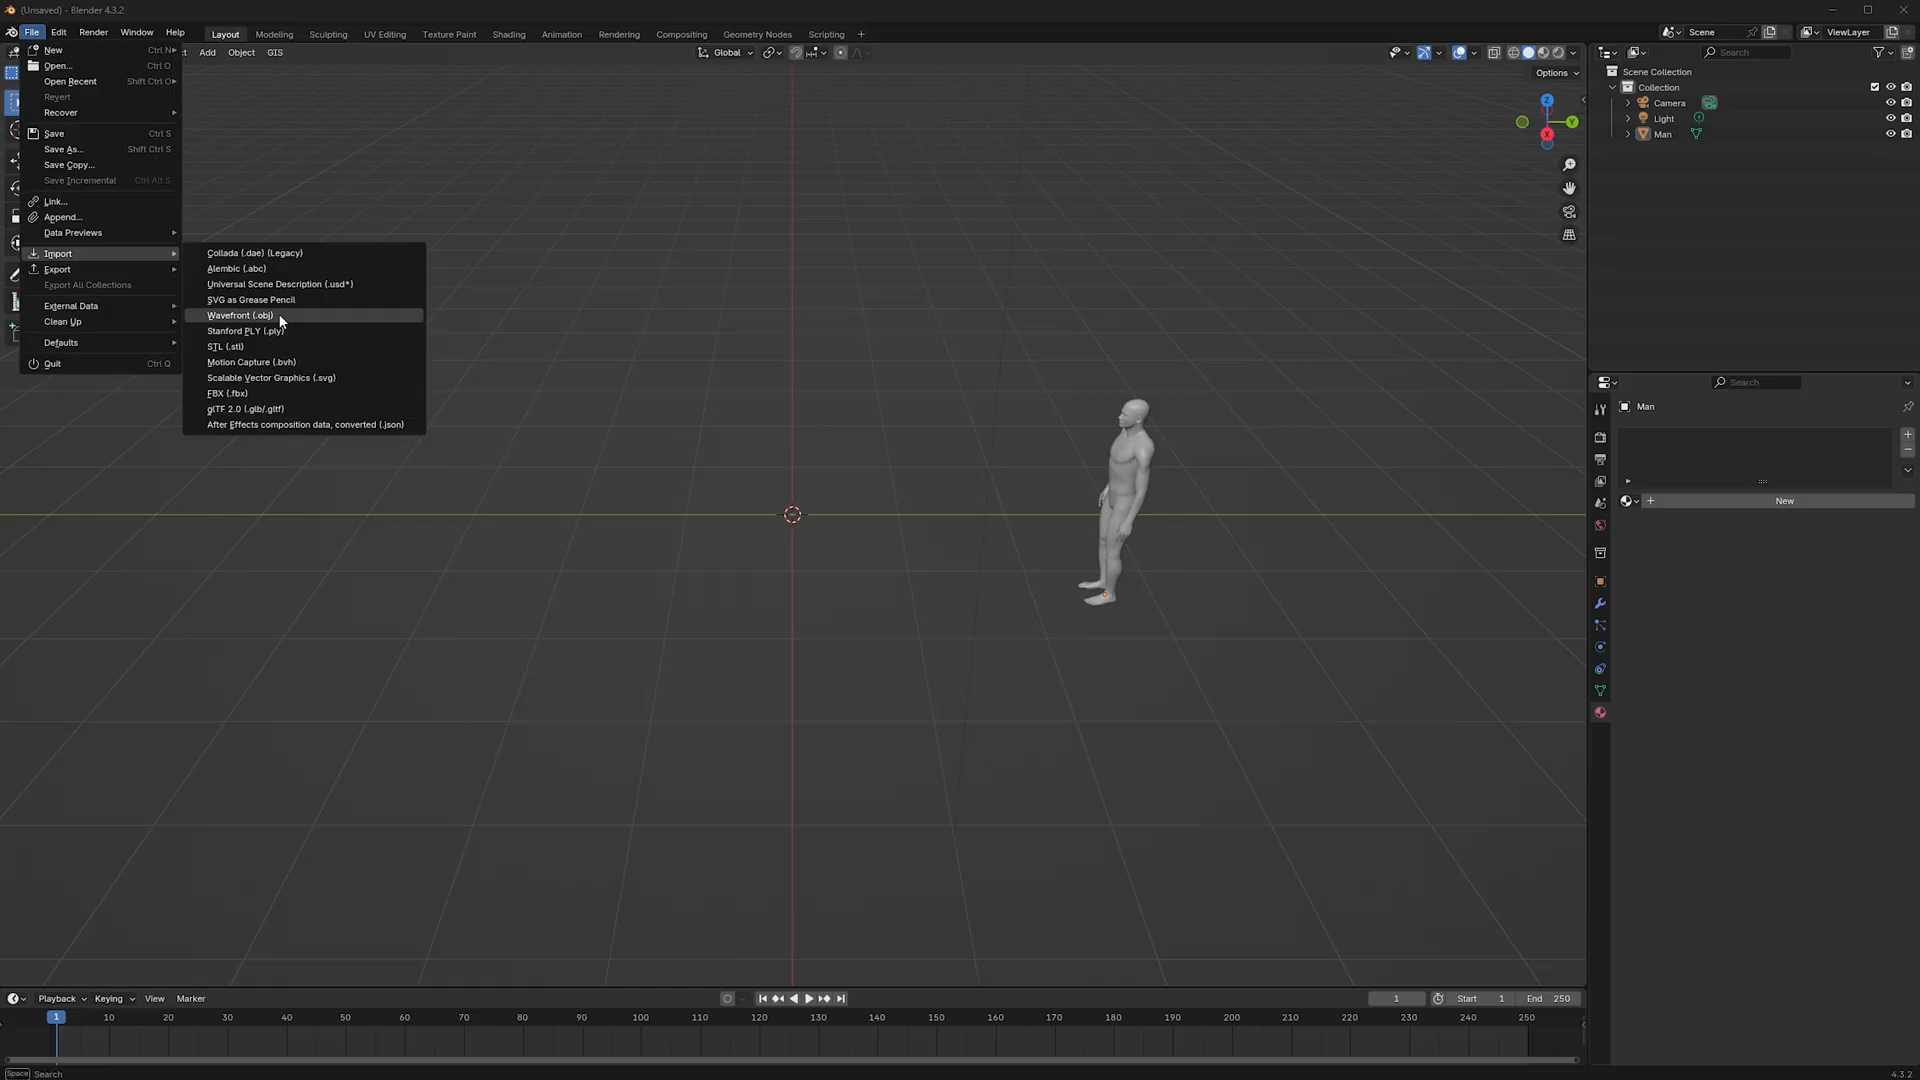 (Unsaved) - Blender 4.3.2
File Edit Render Window Help Layout Modeling Sculpting UV Editing Texture Paint Shading Animation Rendering Compositing Geometry Nodes Scripting + Scene ViewLayer
Add Object GIS Global Search
Options
New Ctrl N
Open... Ctrl O
Open Recent Shift Ctrl O
Revert
Recover
Save Ctrl S
Save As... Shift Ctrl S
Save Copy...
Save Incremental Ctrl Alt S
Link...
Append...
Data Previews
Import
Export
Export All Collections
External Data
Clean Up
Defaults
Quit Ctrl Q
Collada (.dae) (Legacy)
Alembic (.abc)
Universal Scene Description (.usd*)
SVG as Grease Pencil
Wavefront (.obj)
Stanford PLY (.ply)
STL (.stl)
Motion Capture (.bvh)
Scalable Vector Graphics (.svg)
FBX (.fbx)
glTF 2.0 (.glb/.gltf)
After Effects composition data, converted (.json)
Z
Y
X
Scene Collection
Collection
Camera
Light
Man
Search
Man
+
New
Playback Keying View Marker 1 Start 1 End 250
1 10 20 30 40 50 60 70 80 90 100 110 120 130 140 150 160 170 180 190 200 210 220 230 240 250
Space Search 4.3.2